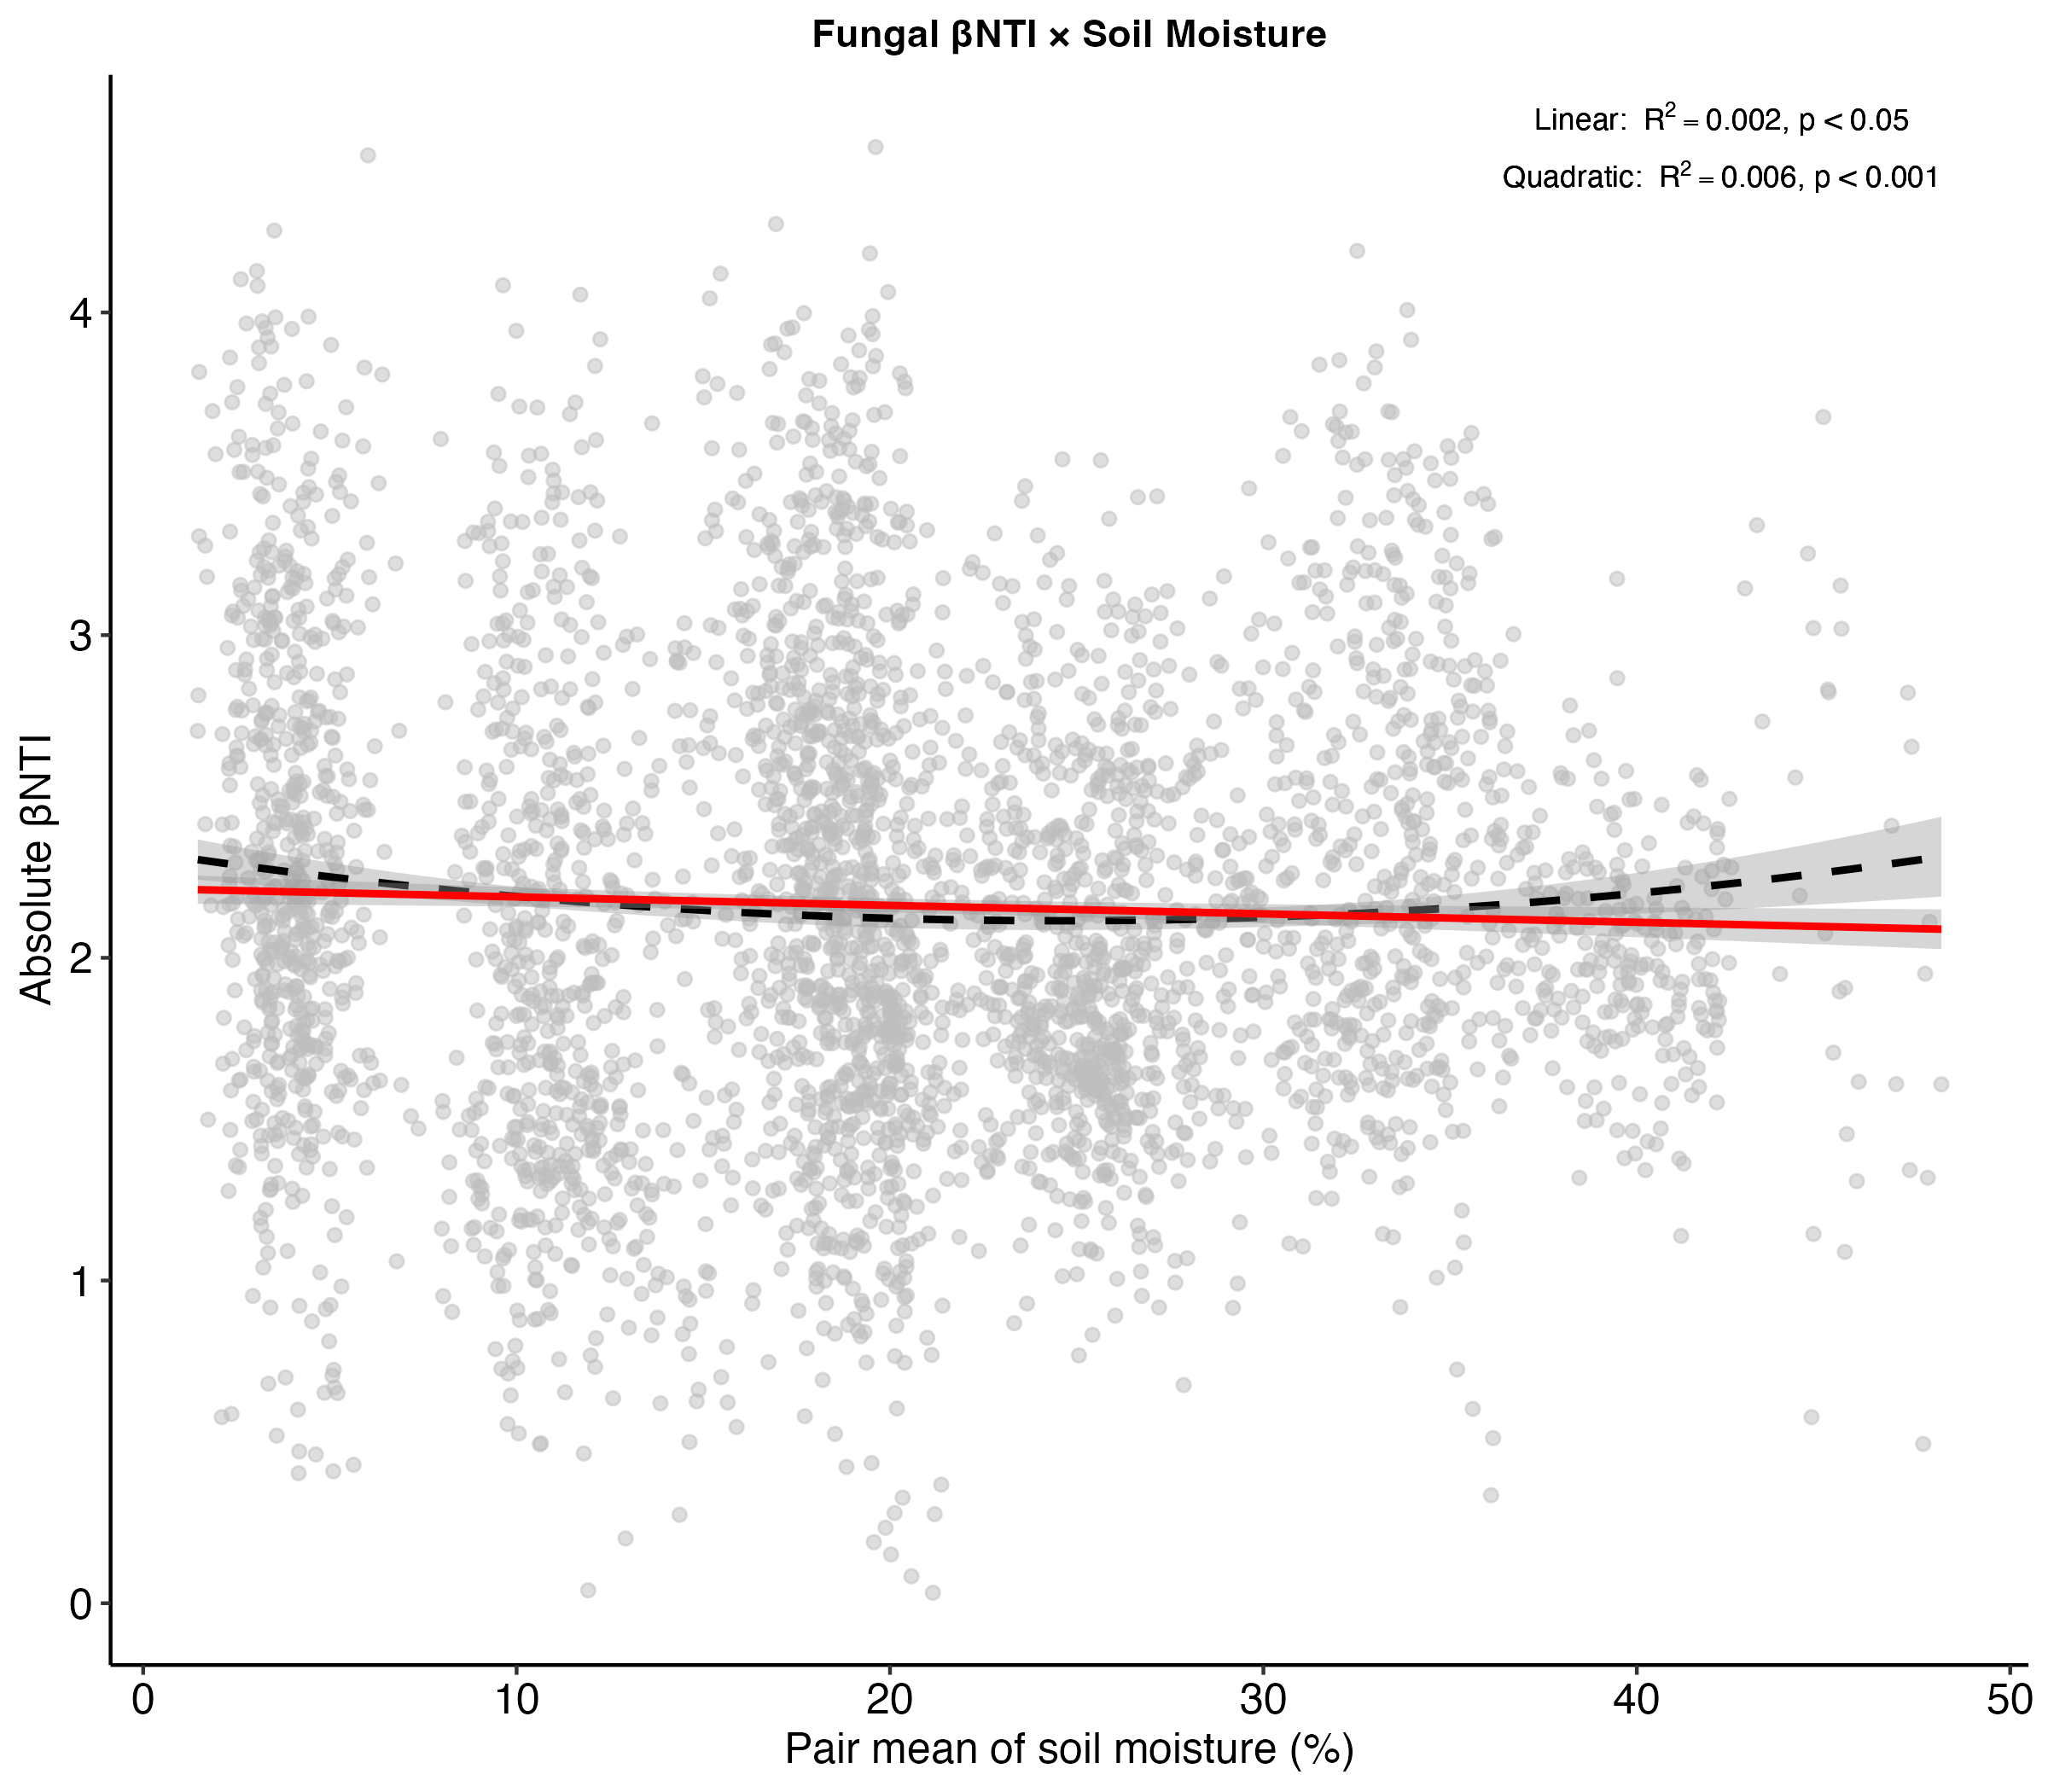 Fungal βNTI × Soil Moisture
Linear: R² = 0.002, p < 0.05
Quadratic: R² = 0.006, p < 0.001
Absolute βNTI
4
3
2
1
0
0 10 20 30 40 50
Pair mean of soil moisture (%)